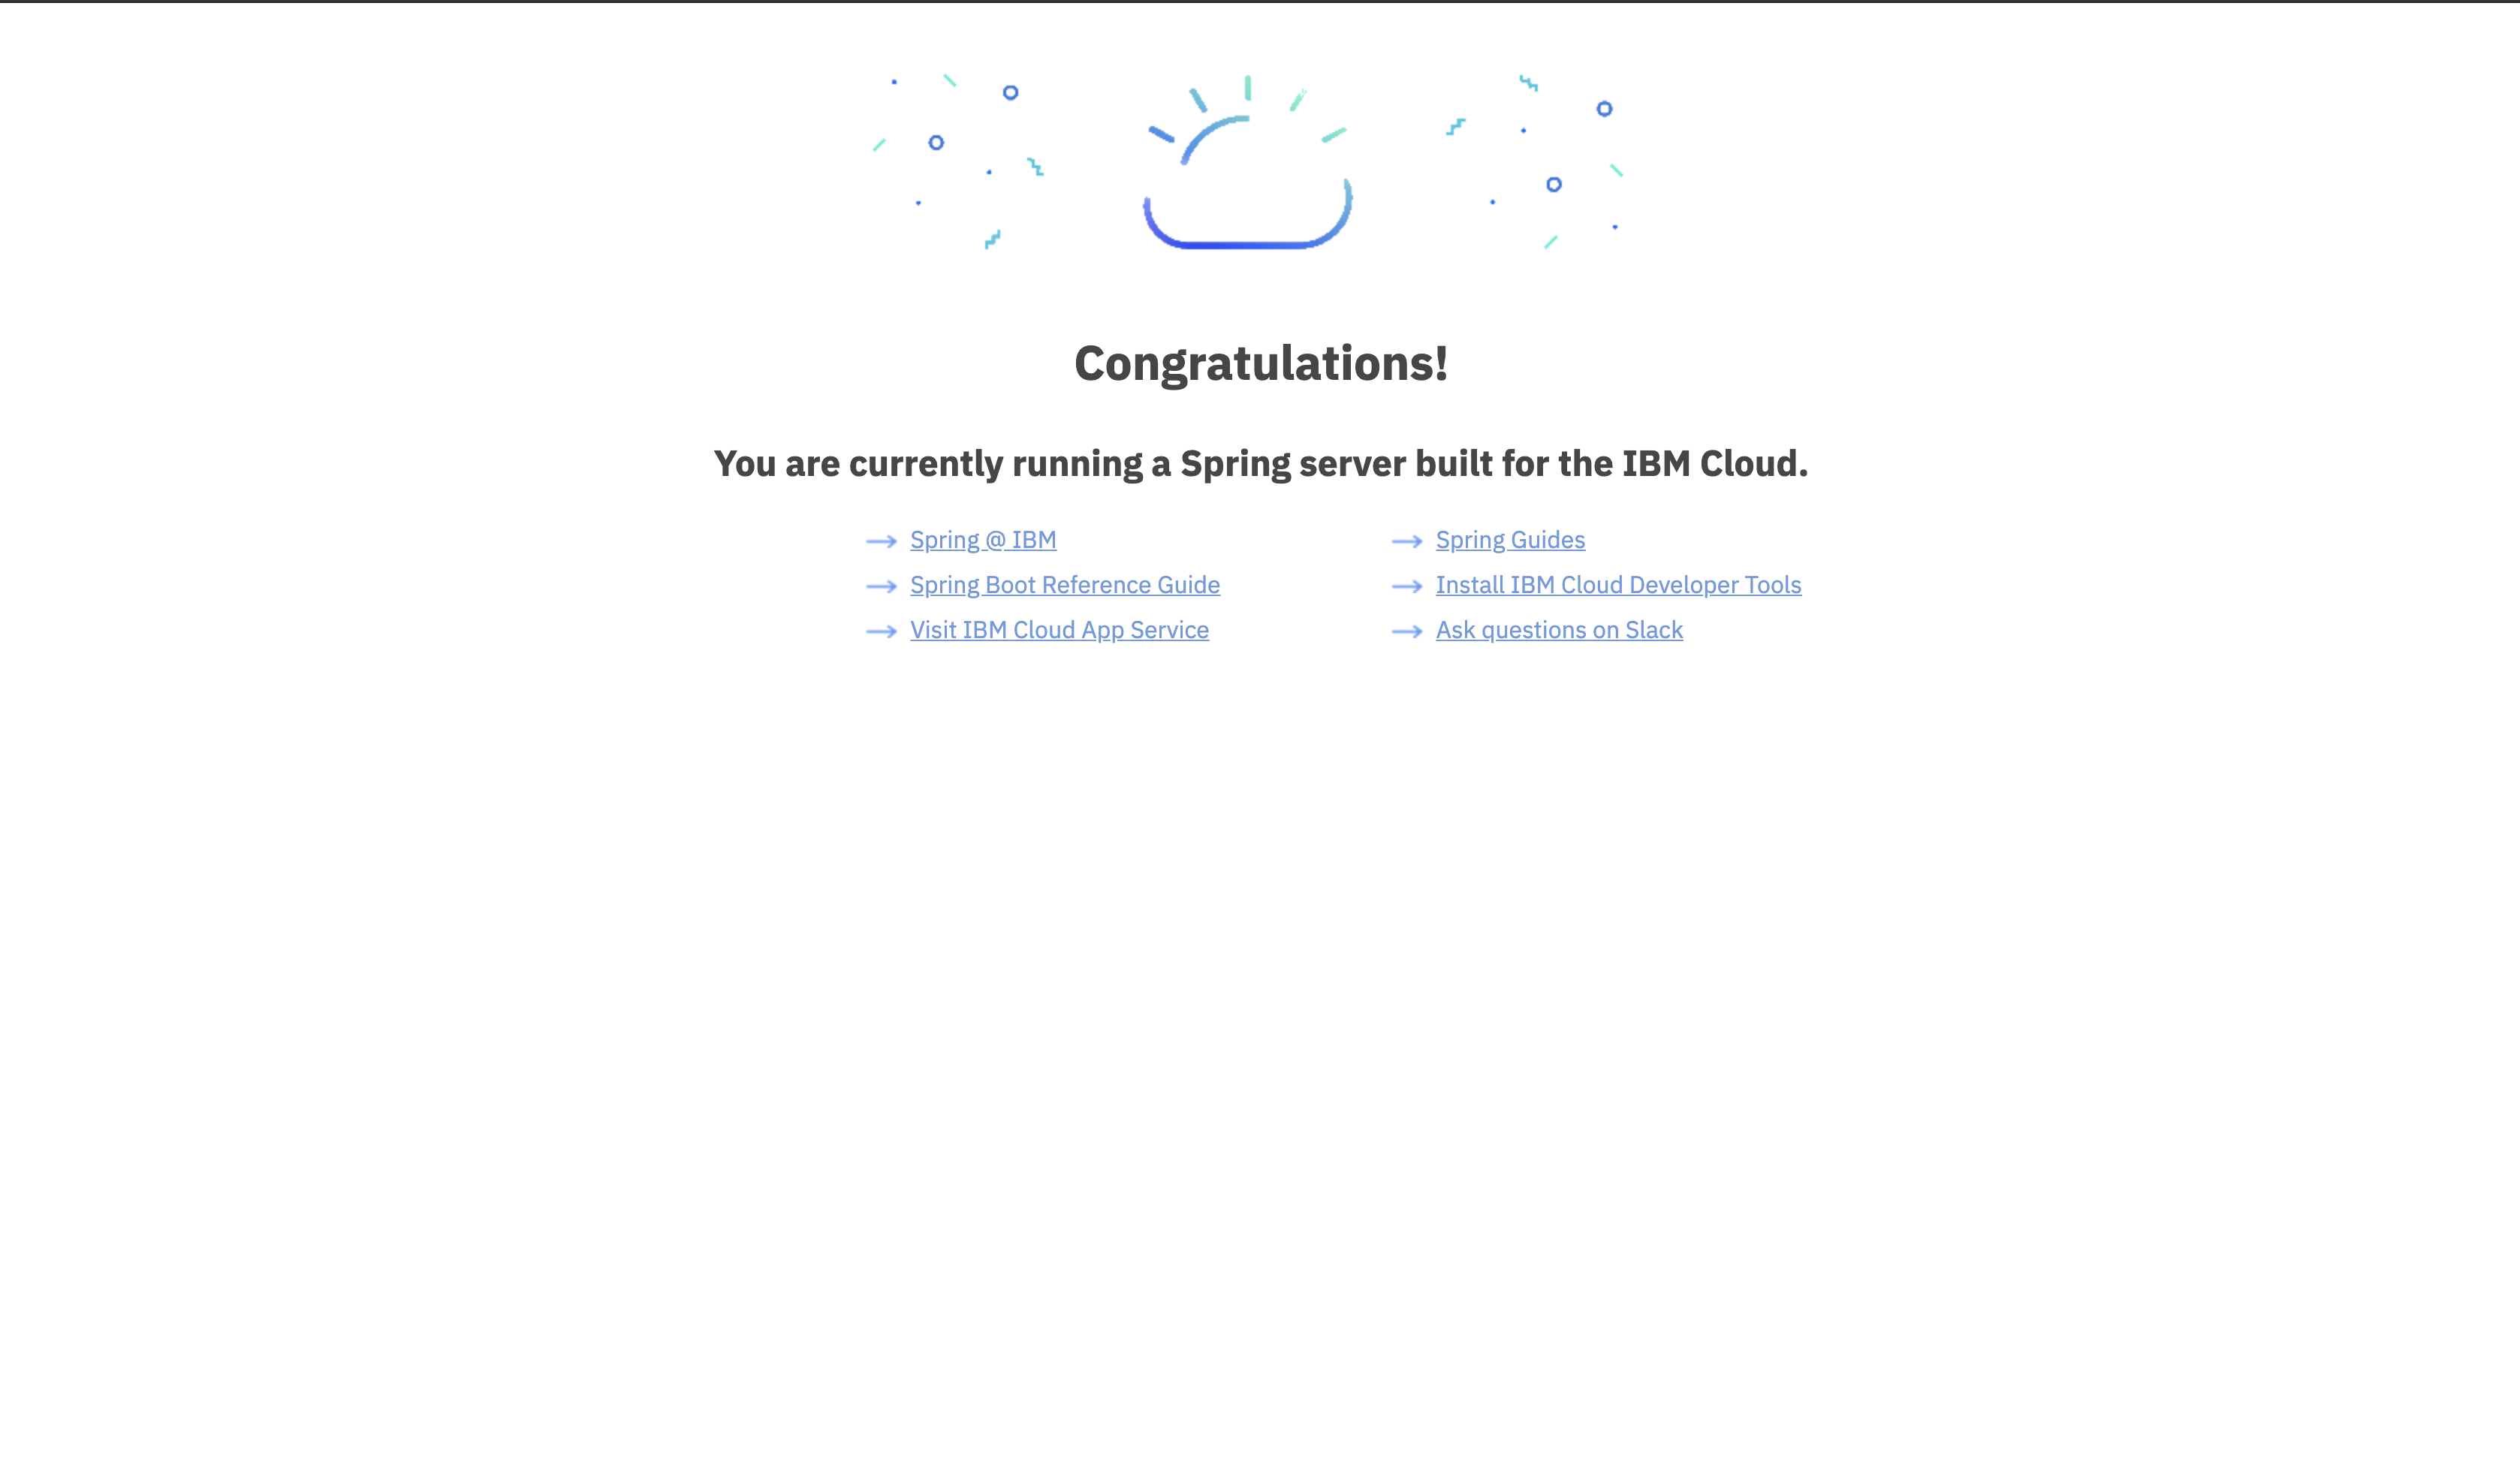 Congratulations!
You are currently running a Spring server built for the IBM Cloud.
Spring @ IBM
Spring Guides
Spring Boot Reference Guide
Install IBM Cloud Developer Tools
Visit IBM Cloud App Service
Ask questions on Slack